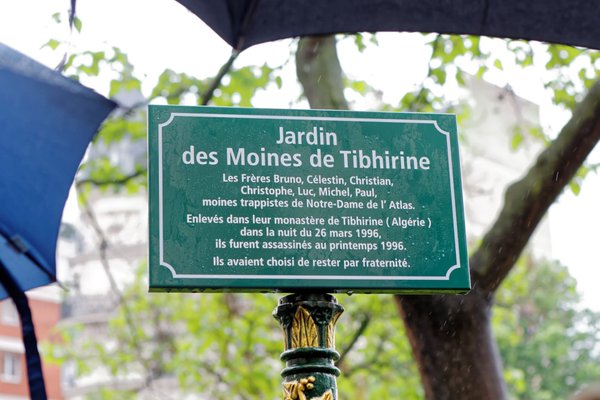 Jardin
des Moines de Tibhirine
Les Frères Bruno, Célestin, Christian,
Christophe, Luc, Michel, Paul,
moines trappistes de Notre-Dame de l' Atlas.
Enlevés dans leur monastère de Tibhirine ( Algérie )
dans la nuit du 26 mars 1996,
ils furent assassinés au printemps 1996.
Ils avaient choisi de rester par fraternité.